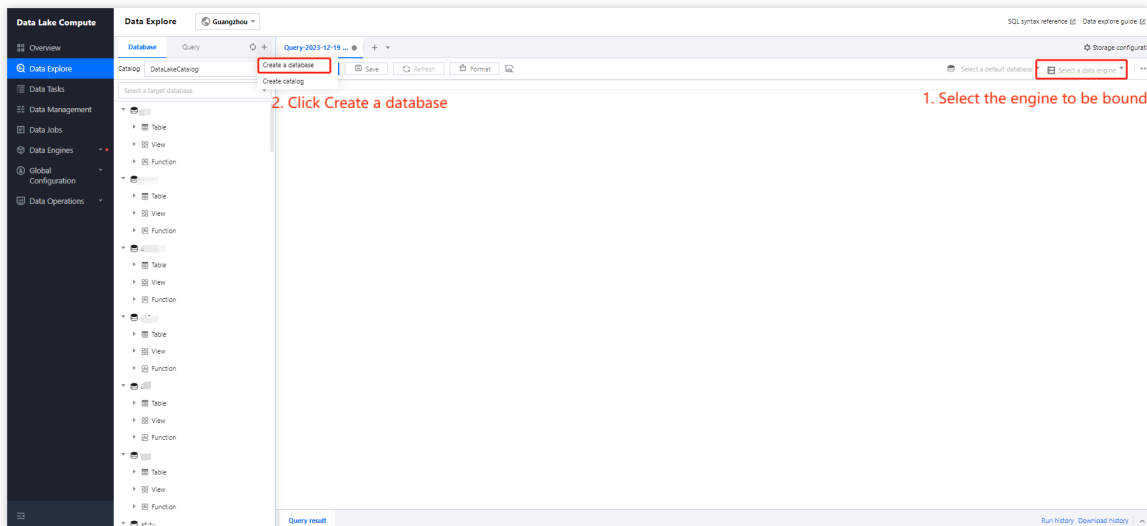 Data Lake Compute
Data Explore
Guangzhou
SQL syntax reference
Data explore guide
Overview
Data Explore
Data Tasks
Data Management
Data Jobs
Data Engines
Global
Configuration
Data Operations
Database
Query
Query-2023-12-19 ...
Storage configurati
Catalog
DataLakeCatalog
Create a database
Create catalog
Save
Refresh
Format
Select a default database
Select a data engine
Select a target database
2. Click Create a database
1. Select the engine to be bound
Table
View
Function
Table
View
Function
Table
View
Function
Table
View
Function
Table
View
Function
Table
View
Function
Query result
Run history
Download history